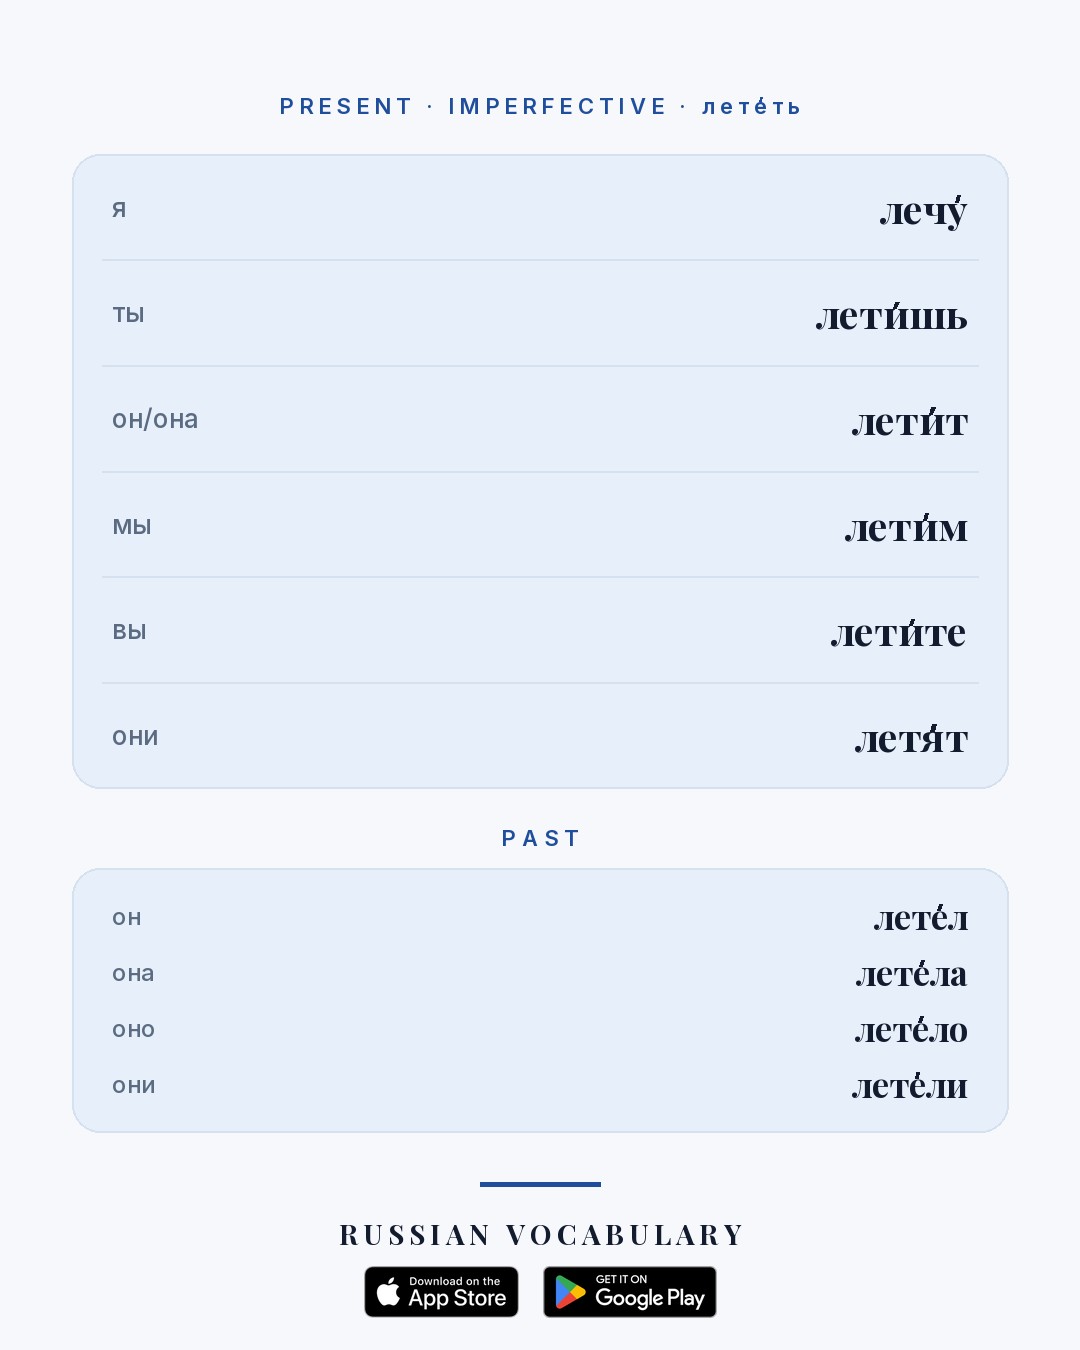 PRESENT · IMPERFECTIVE · лете́ть
я лечу́
ты лети́шь
он/она лети́т
мы лети́м
вы лети́те
они летя́т
PAST
он лете́л
она лете́ла
оно лете́ло
они лете́ли
RUSSIAN VOCABULARY
Download on the
App Store
GET IT ON
Google Play